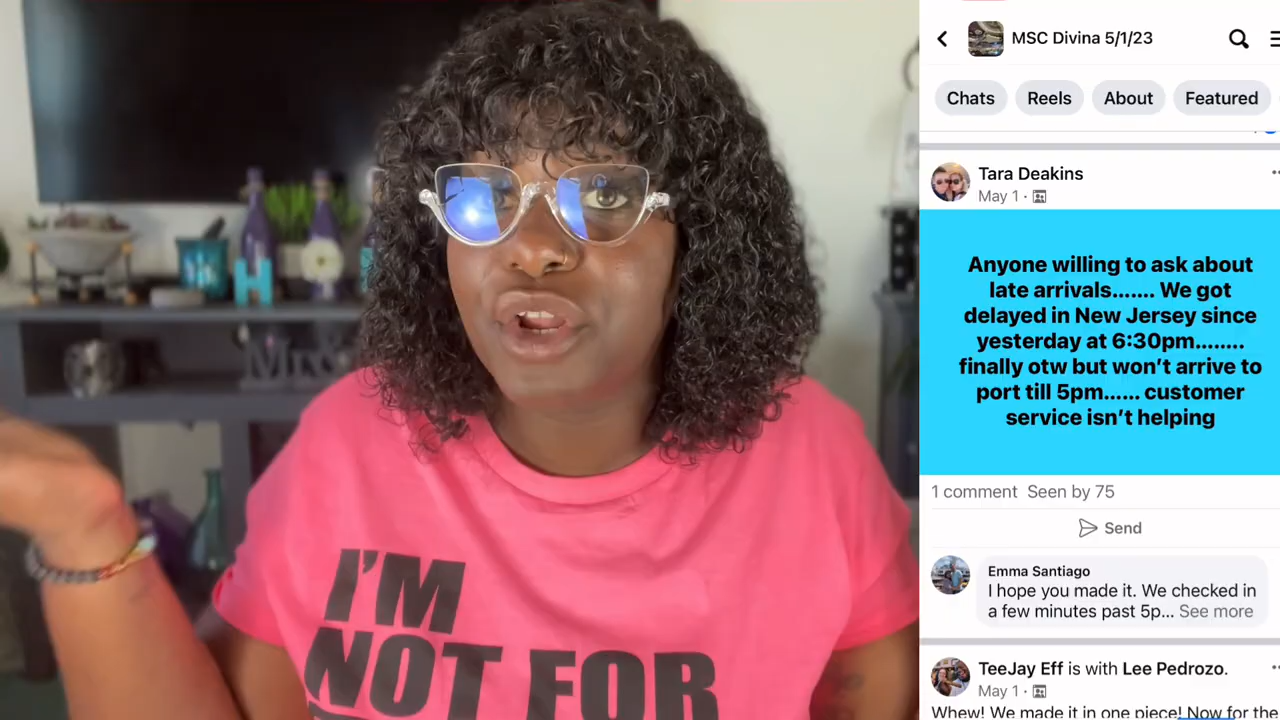 MSC Divina 5/1/23
Chats Reels About Featured
Tara Deakins
May 1 ·
Anyone willing to ask about
late arrivals....... We got
delayed in New Jersey since
yesterday at 6:30pm........
finally otw but won't arrive to
port till 5pm...... customer
service isn't helping
1 comment Seen by 75
Send
Emma Santiago
I hope you made it. We checked in
a few minutes past 5p... See more
TeeJay Eff is with Lee Pedrozo.
May 1 ·
Whew! We made it in one piece! Now for the
I'M
NOT FOR
H
Mr&